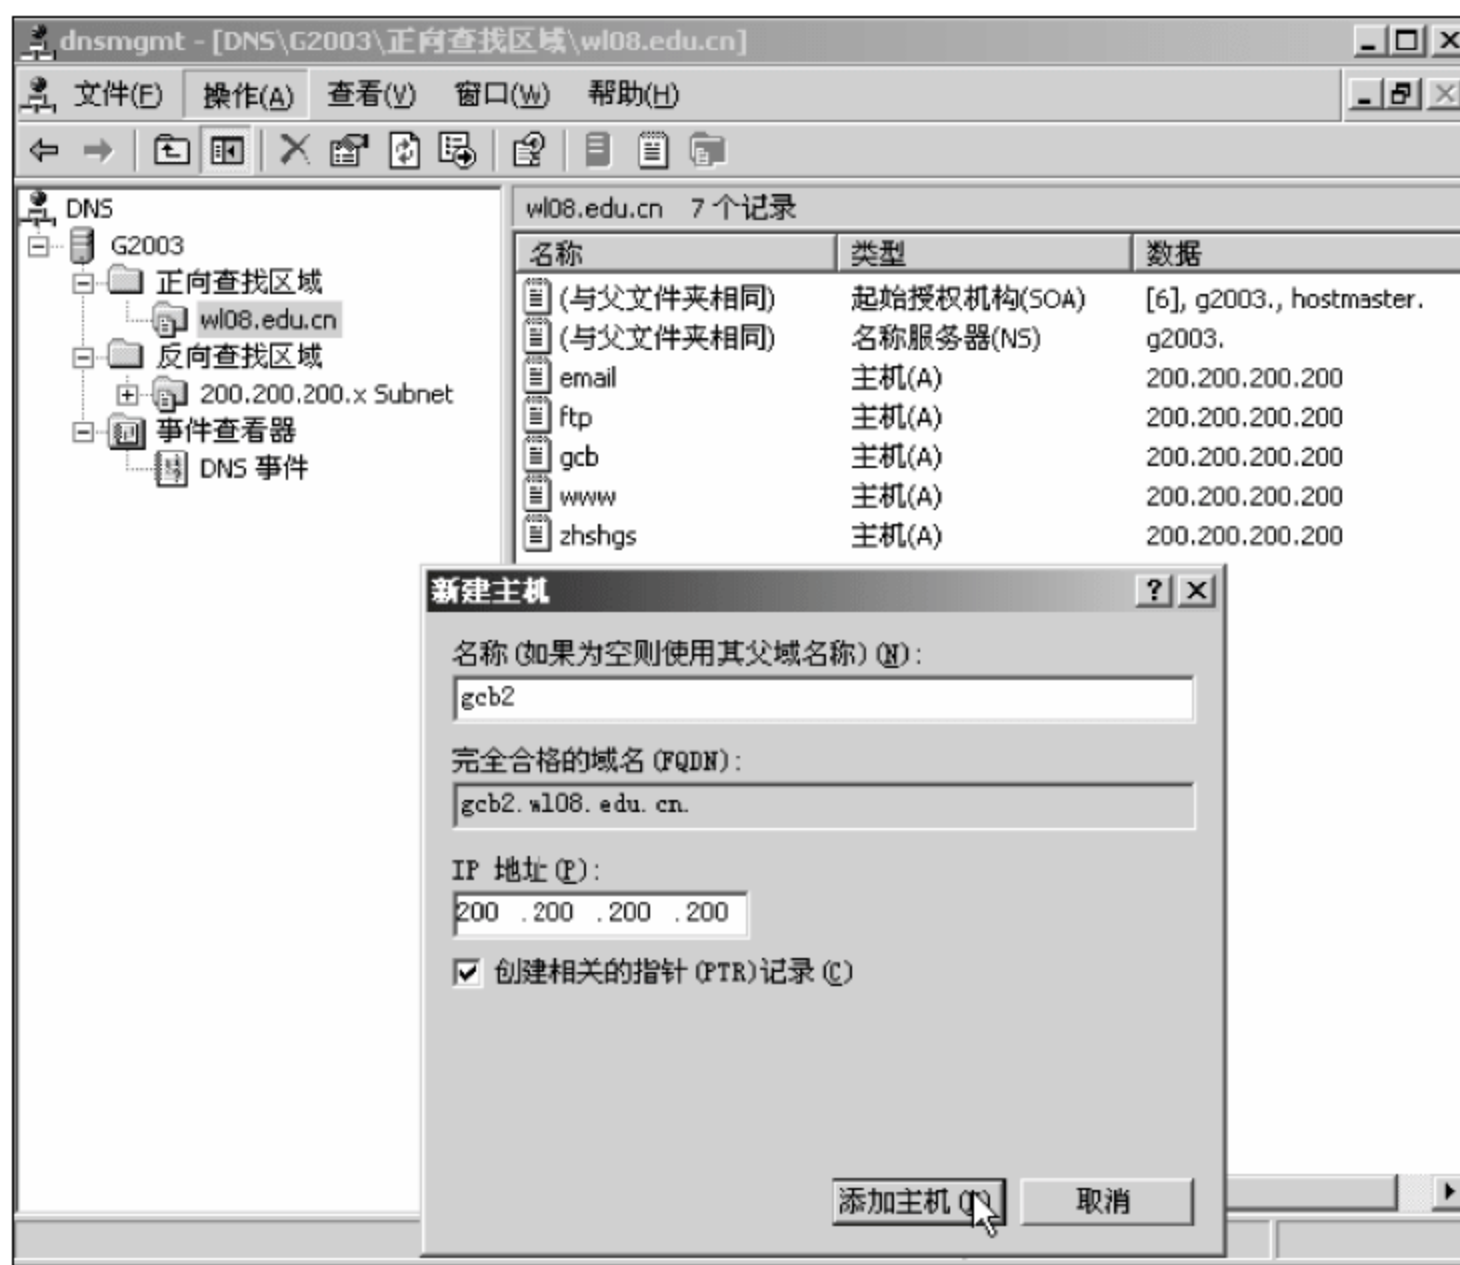 dnsmgmt - [DNS\G2003\正向查找区域\wl08.edu.cn]
文件(F) 操作(A) 查看(V) 窗口(W) 帮助(H)
DNS
G2003
正向查找区域
wl08.edu.cn
反向查找区域
200.200.200.x Subnet
事件查看器
DNS 事件
wl08.edu.cn 7 个记录
名称 类型 数据
(与父文件夹相同) 起始授权机构(SOA) [6], g2003., hostmaster.
(与父文件夹相同) 名称服务器(NS) g2003.
email 主机(A) 200.200.200.200
ftp 主机(A) 200.200.200.200
gcb 主机(A) 200.200.200.200
www 主机(A) 200.200.200.200
zhshgs 主机(A) 200.200.200.200
新建主机
名称(如果为空则使用其父域名称)(N):
gcb2
完全合格的域名(FQDN):
gcb2.wl08.edu.cn.
IP 地址(P):
200 .200 .200 .200
创建相关的指针(PTR)记录(C)
添加主机
取消